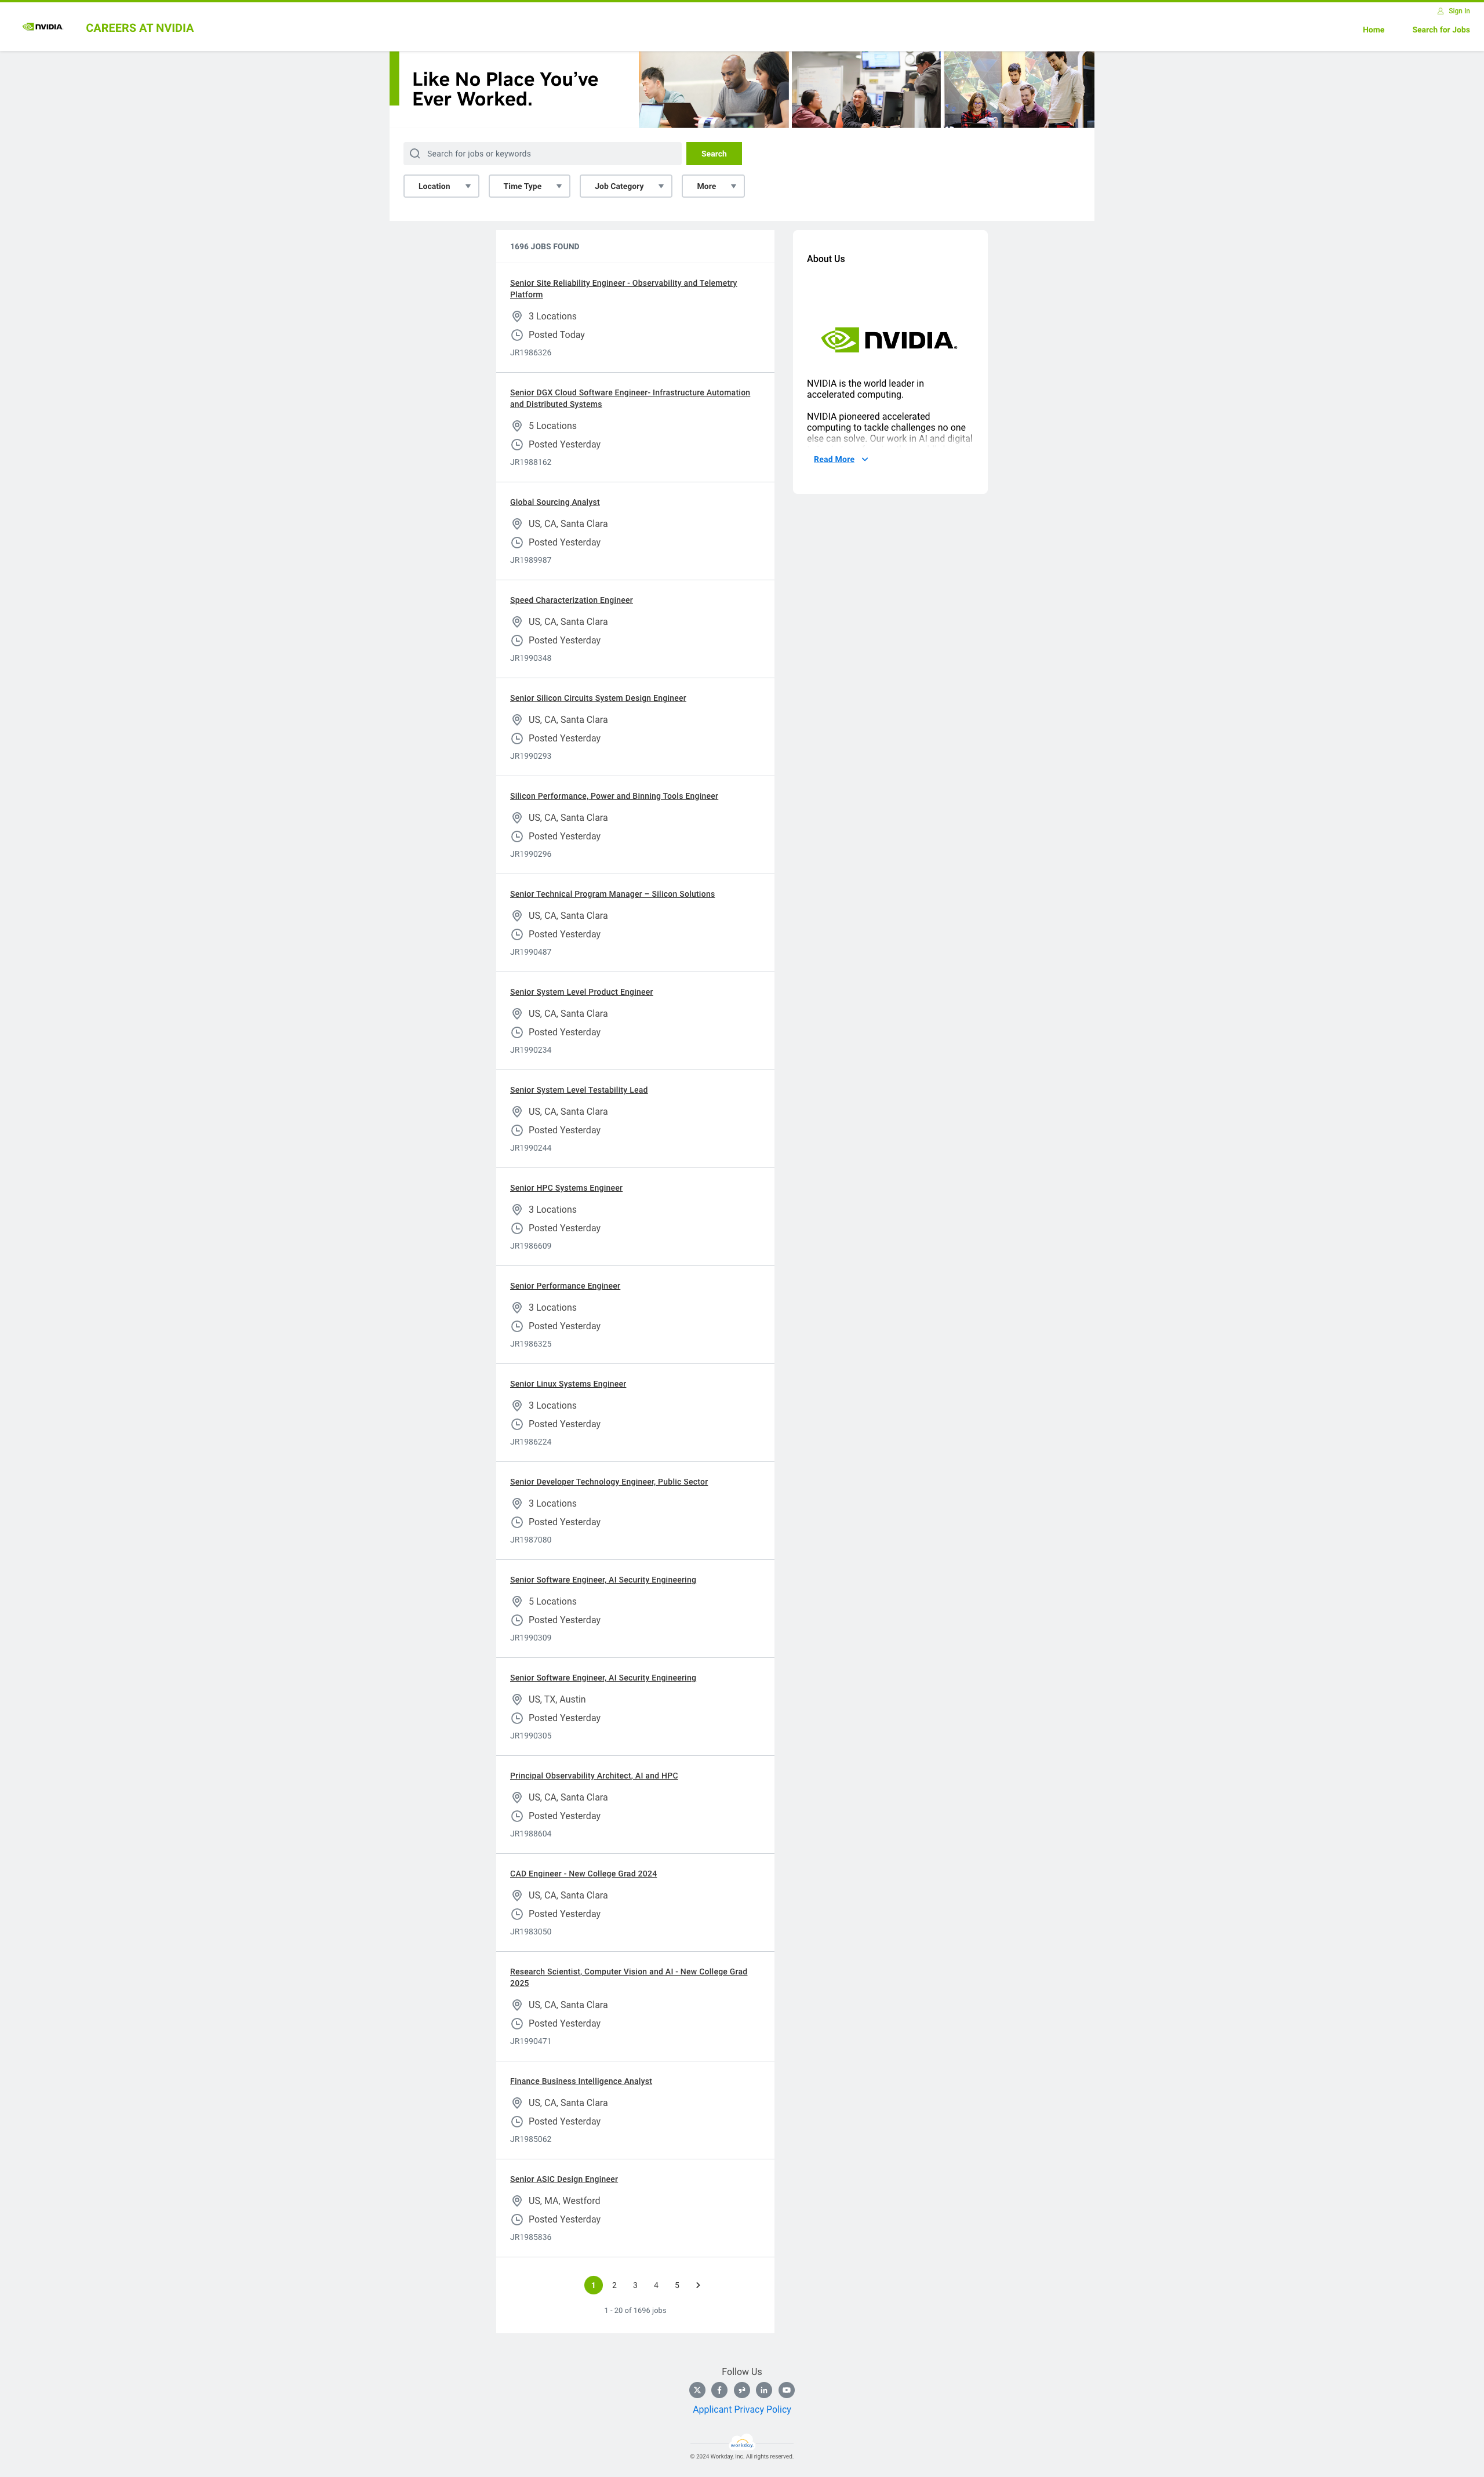 Sign In
NVIDIA
CAREERS AT NVIDIA
Home
Search for Jobs
Like No Place You’ve
Ever Worked.
Search for jobs or keywords
Search
Location
Time Type
Job Category
More
1696 JOBS FOUND
Senior Site Reliability Engineer - Observability and Telemetry
Platform
3 Locations
Posted Today
JR1986326
Senior DGX Cloud Software Engineer- Infrastructure Automation
and Distributed Systems
5 Locations
Posted Yesterday
JR1988162
Global Sourcing Analyst
US, CA, Santa Clara
Posted Yesterday
JR1989987
Speed Characterization Engineer
US, CA, Santa Clara
Posted Yesterday
JR1990348
Senior Silicon Circuits System Design Engineer
US, CA, Santa Clara
Posted Yesterday
JR1990293
Silicon Performance, Power and Binning Tools Engineer
US, CA, Santa Clara
Posted Yesterday
JR1990296
Senior Technical Program Manager – Silicon Solutions
US, CA, Santa Clara
Posted Yesterday
JR1990487
Senior System Level Product Engineer
US, CA, Santa Clara
Posted Yesterday
JR1990234
Senior System Level Testability Lead
US, CA, Santa Clara
Posted Yesterday
JR1990244
Senior HPC Systems Engineer
3 Locations
Posted Yesterday
JR1986609
Senior Performance Engineer
3 Locations
Posted Yesterday
JR1986325
Senior Linux Systems Engineer
3 Locations
Posted Yesterday
JR1986224
Senior Developer Technology Engineer, Public Sector
3 Locations
Posted Yesterday
JR1987080
Senior Software Engineer, AI Security Engineering
5 Locations
Posted Yesterday
JR1990309
Senior Software Engineer, AI Security Engineering
US, TX, Austin
Posted Yesterday
JR1990305
Principal Observability Architect, AI and HPC
US, CA, Santa Clara
Posted Yesterday
JR1988604
CAD Engineer - New College Grad 2024
US, CA, Santa Clara
Posted Yesterday
JR1983050
Research Scientist, Computer Vision and AI - New College Grad
2025
US, CA, Santa Clara
Posted Yesterday
JR1990471
Finance Business Intelligence Analyst
US, CA, Santa Clara
Posted Yesterday
JR1985062
Senior ASIC Design Engineer
US, MA, Westford
Posted Yesterday
JR1985836
1 2 3 4 5
1 - 20 of 1696 jobs
About Us
NVIDIA
NVIDIA is the world leader in
accelerated computing.
NVIDIA pioneered accelerated
computing to tackle challenges no one
else can solve. Our work in AI and digital
Read More
Follow Us
Applicant Privacy Policy
workday
© 2024 Workday, Inc. All rights reserved.